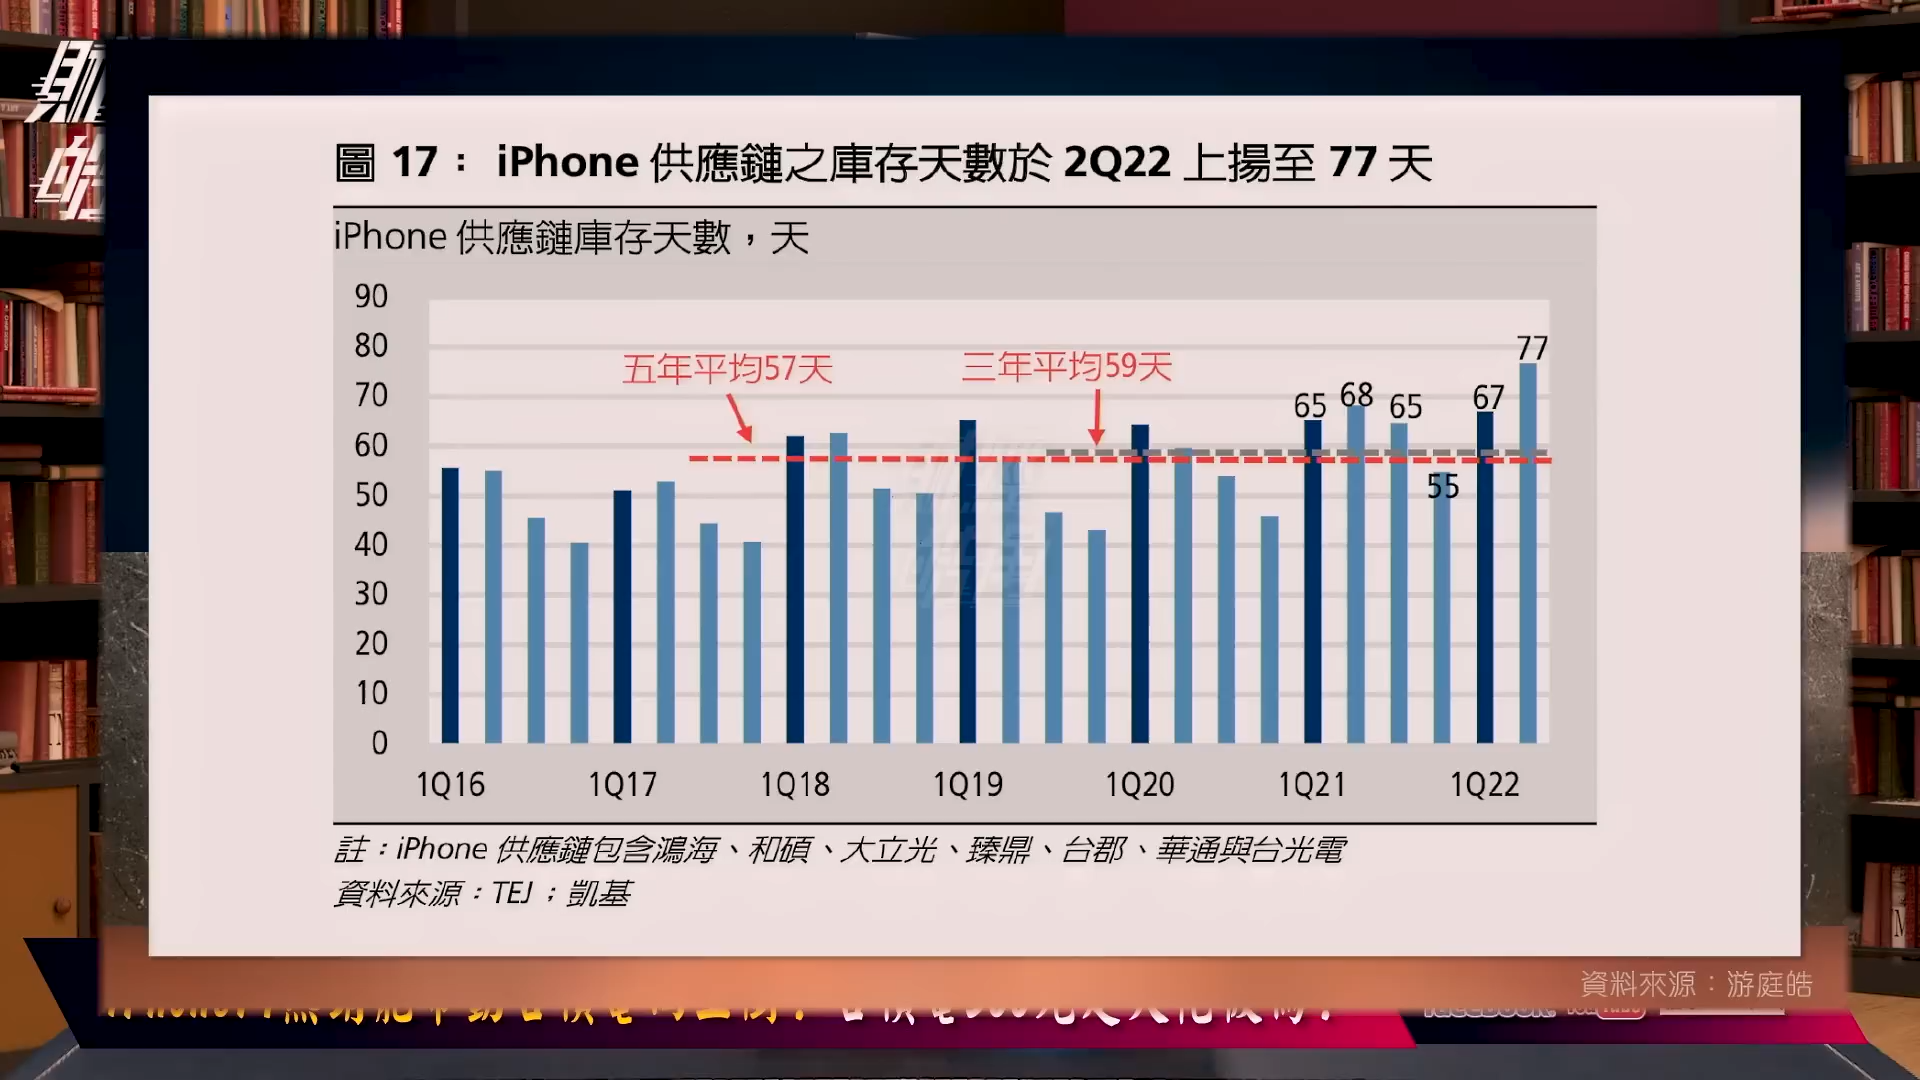 圖 17： iPhone 供應鏈之庫存天數於 2Q22 上揚至 77 天
iPhone 供應鏈庫存天數，天
90
80
70
60
50
40
30
20
10
0
五年平均57天
三年平均59天
65
68
65
55
67
77
1Q16
1Q17
1Q18
1Q19
1Q20
1Q21
1Q22
註：iPhone 供應鏈包含鴻海、和碩、大立光、臻鼎、台郡、華通與台光電
資料來源：TEJ；凱基
資料來源：游庭皓